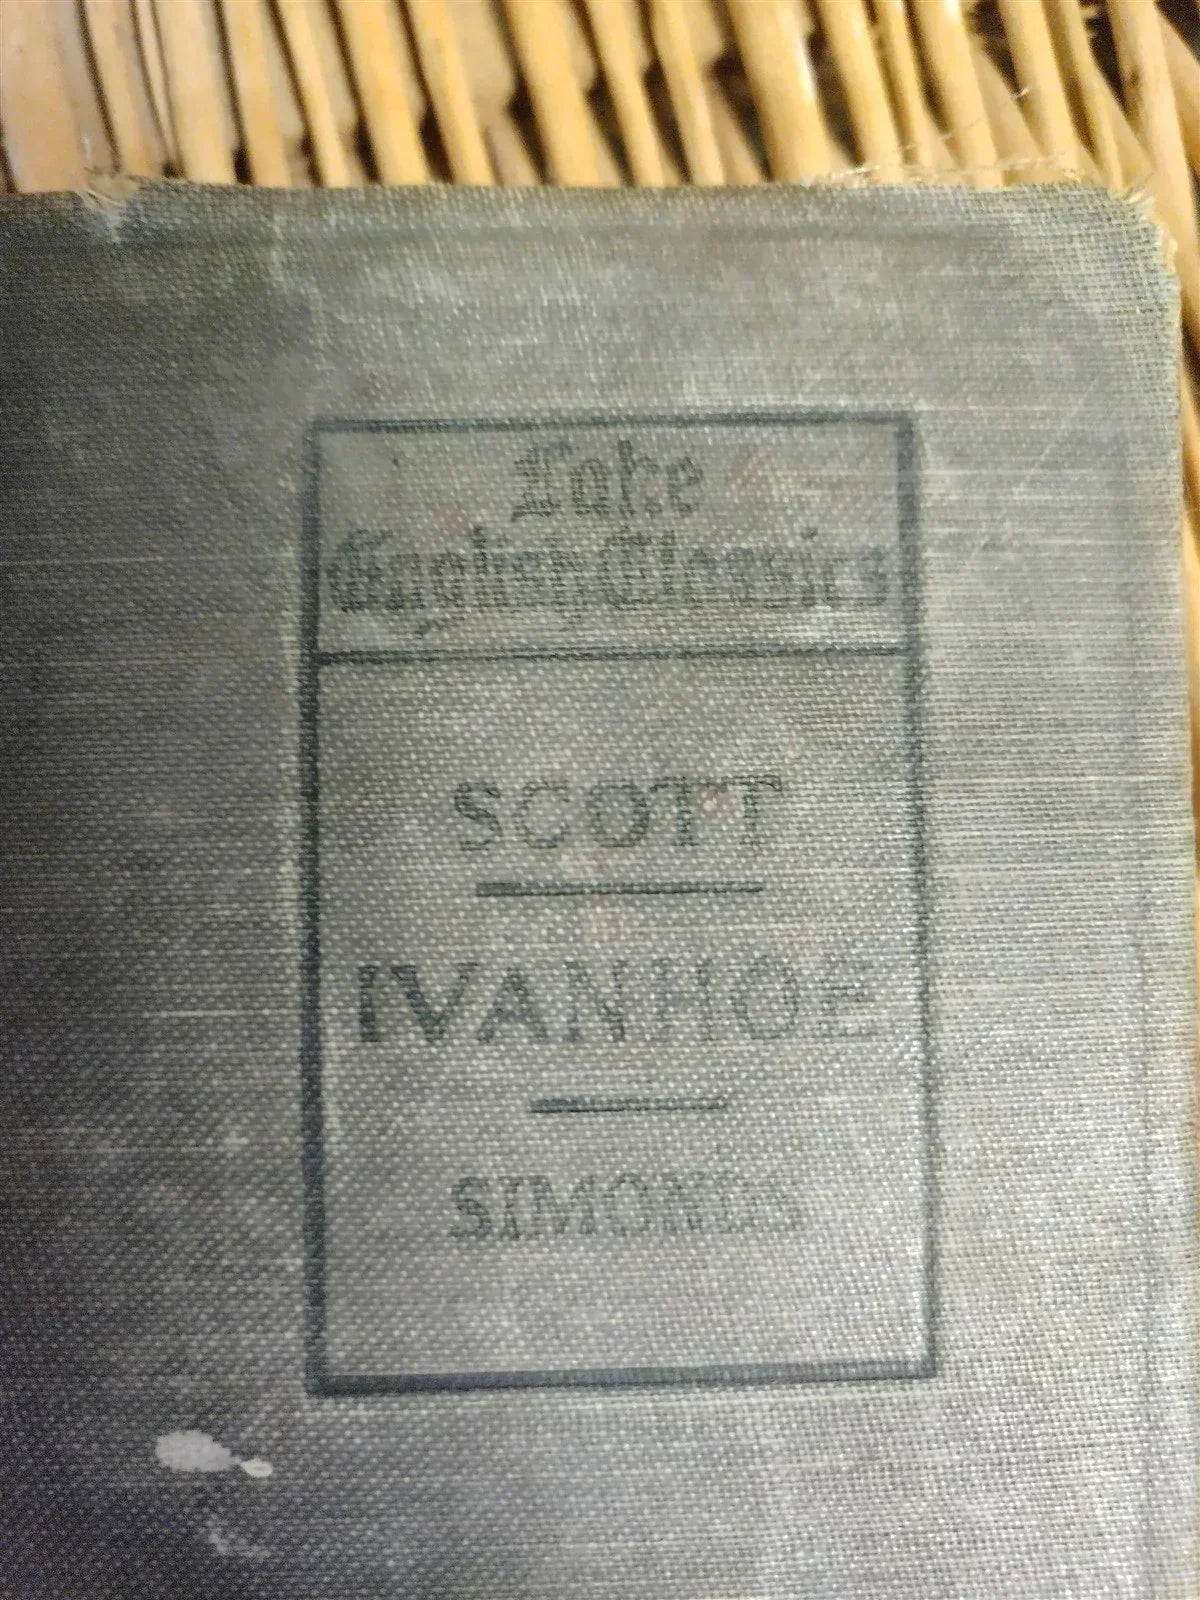 Lake
English Classics
SCOTT
IVANHOE
SIMONDS